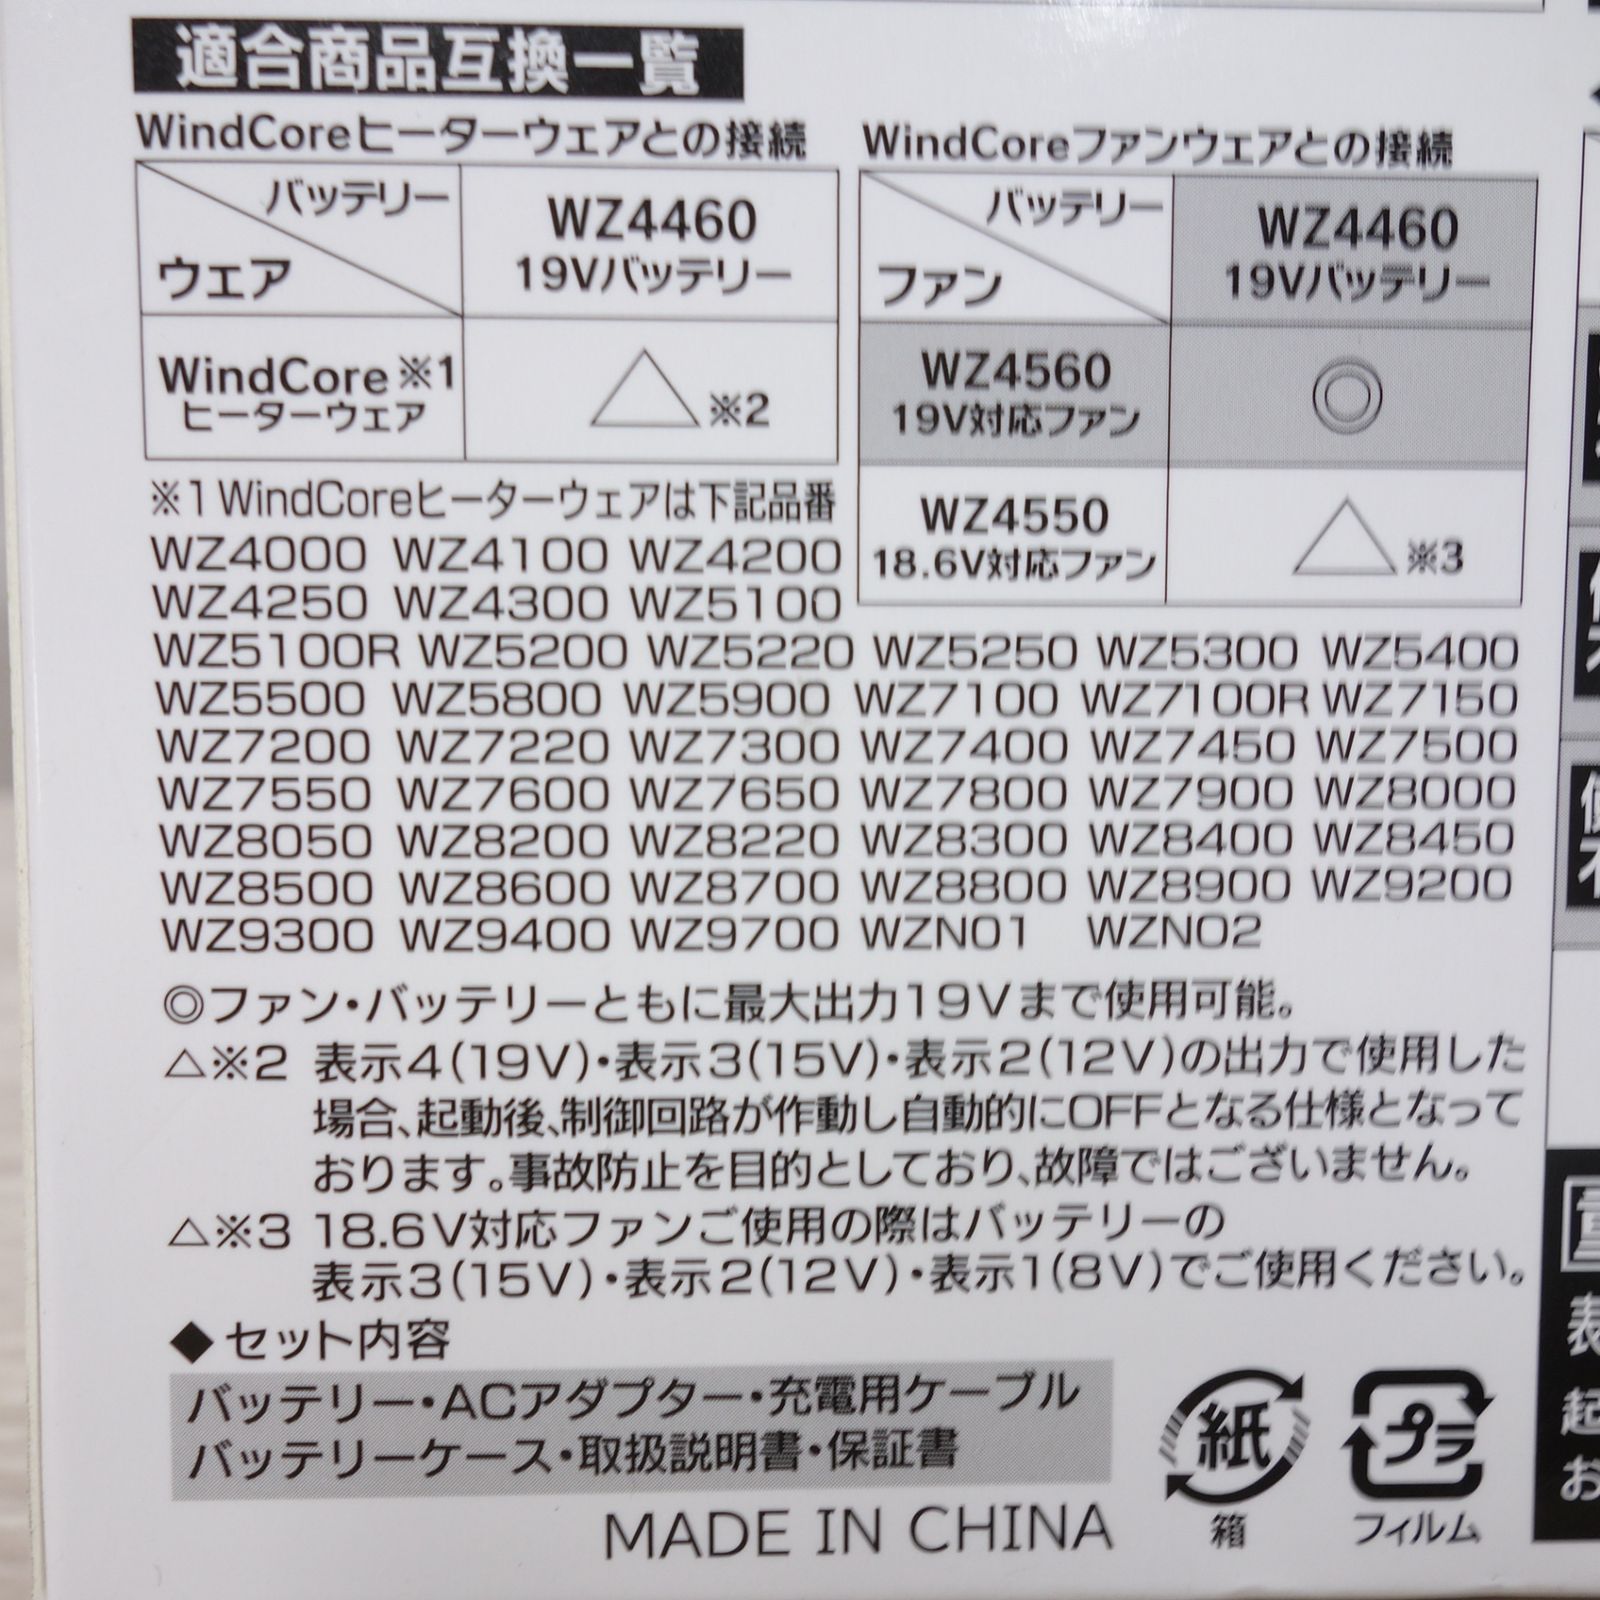 適合商品互換一覧
WindCoreヒーターウェアとの接続
バッテリー
ウェア
WZ4460
19Vバッテリー
WindCore※1
ヒーターウェア
△※2
WindCoreファンウェアとの接続
バッテリー
ファン
WZ4460
19Vバッテリー
WZ4560
19V対応ファン
◎
WZ4550
18.6V対応ファン
△※3
※1WindCoreヒーターウェアは下記品番
WZ4000 WZ4100 WZ4200
WZ4250 WZ4300 WZ5100
WZ5100R WZ5200 WZ5220 WZ5250 WZ5300 WZ5400
WZ5500 WZ5800 WZ5900 WZ7100 WZ7100R WZ7150
WZ7200 WZ7220 WZ7300 WZ7400 WZ7450 WZ7500
WZ7550 WZ7600 WZ7650 WZ7800 WZ7900 WZ8000
WZ8050 WZ8200 WZ8220 WZ8300 WZ8400 WZ8450
WZ8500 WZ8600 WZ8700 WZ8800 WZ8900 WZ9200
WZ9300 WZ9400 WZ9700 WZN01 WZN02
◎ファン・バッテリーともに最大出力19Vまで使用可能。
△※2 表示4(19V)・表示3(15V)・表示2(12V)の出力で使用した
場合、起動後、制御回路が作動し自動的にOFFとなる仕様となって
おります。事故防止を目的としており、故障ではございません。
△※3 18.6V対応ファンご使用の際はバッテリーの
表示3(15V)・表示2(12V)・表示1(8V)でご使用ください。
◆セット内容
バッテリー・ACアダプター・充電用ケーブル
バッテリーケース・取扱説明書・保証書
MADE IN CHINA
紙
箱
プラ
フィルム
表
起
お